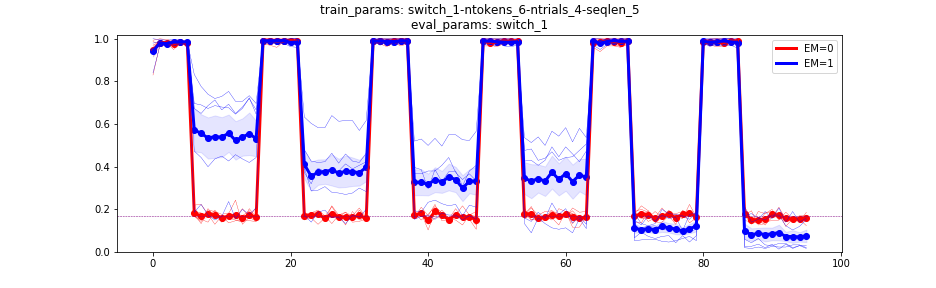 train_params: switch_1-ntokens_6-ntrials_4-seqlen_5
eval_params: switch_1
1.0
0.8
0.6
0.4
0.2
0.0
EM=0
EM=1
0 20 40 60 80 100